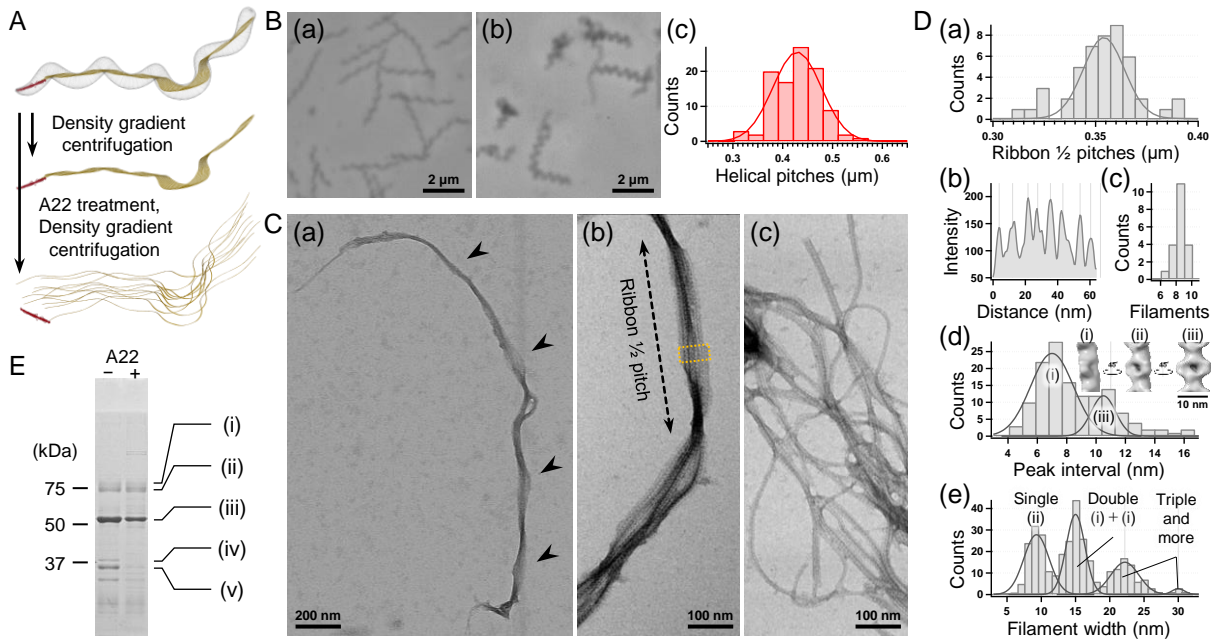 A
Density gradient
centrifugation
A22 treatment,
Density gradient
centrifugation
B
(a)
2 µm
(b)
2 µm
(c)
Counts
20
10
0
0.3
0.4
0.5
0.6
Helical pitches (µm)
C
(a)
200 nm
(b)
Ribbon ½ pitch
100 nm
(c)
100 nm
D
(a)
Counts
8
6
4
2
0
0.30
0.35
0.40
Ribbon ½ pitches (µm)
(b)
Intensity
200
150
100
50
0
20
40
60
Distance (nm)
(c)
Counts
10
5
0
6
8
10
Filaments
(d)
Counts
25
20
15
10
5
0
(i)
(iii)
(i)
45°
(ii)
45°
(iii)
10 nm
4
6
8
10
12
14
16
Peak interval (nm)
(e)
Counts
40
30
20
10
0
Single
(ii)
Double
(i) + (i)
Triple
and
more
5
10
15
20
25
30
Filament width (nm)
E
A22
− +
(kDa)
75
50
37
(i)
(ii)
(iii)
(iv)
(v)